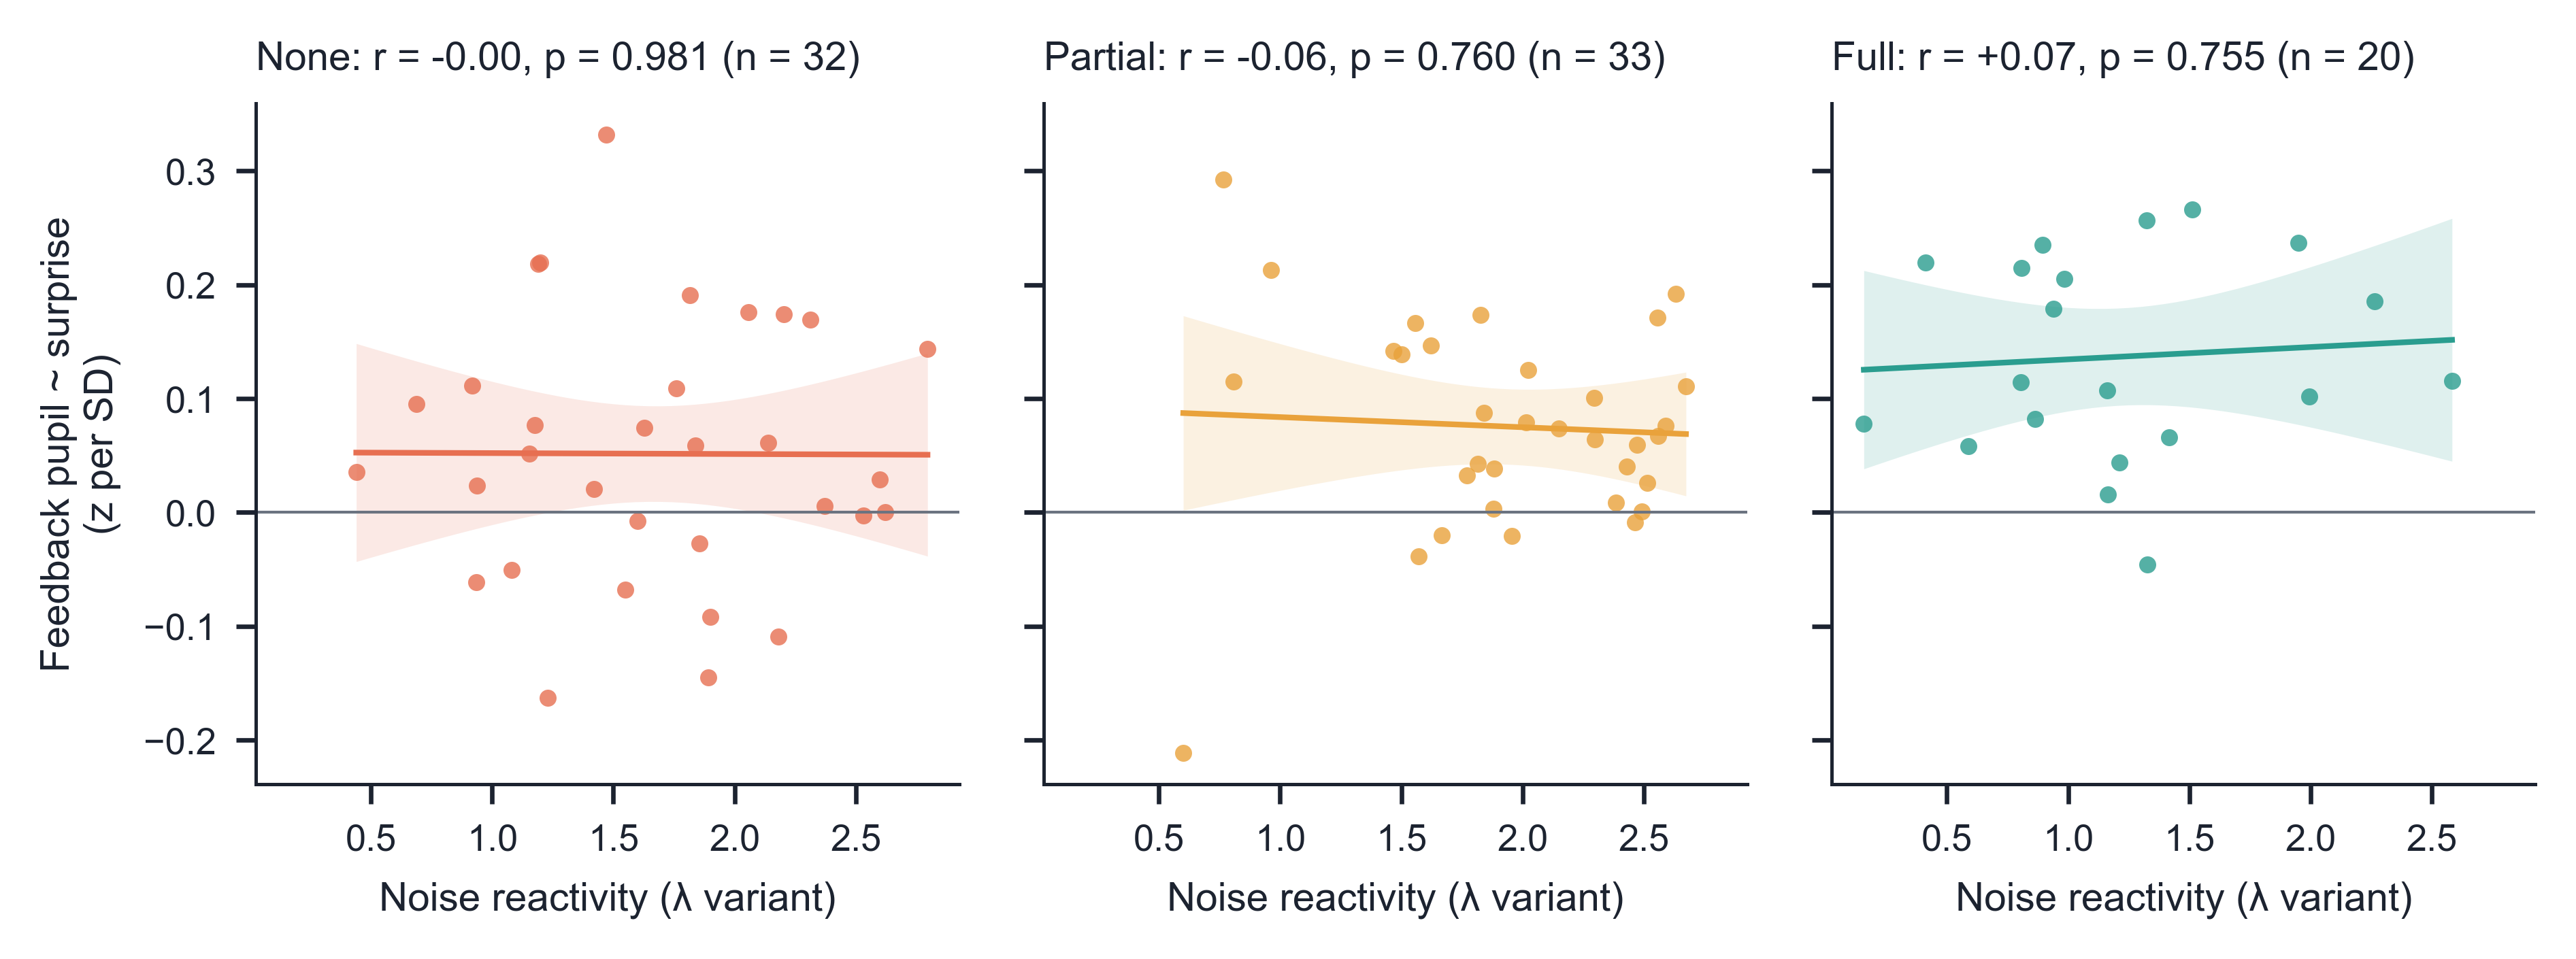 None: r = -0.00, p = 0.981 (n = 32)
Partial: r = -0.06, p = 0.760 (n = 33)
Full: r = +0.07, p = 0.755 (n = 20)
Feedback pupil ~ surprise
(z per SD)
0.3
0.2
0.1
0.0
−0.1
−0.2
0.5 1.0 1.5 2.0 2.5
0.5 1.0 1.5 2.0 2.5
0.5 1.0 1.5 2.0 2.5
Noise reactivity (λ variant)
Noise reactivity (λ variant)
Noise reactivity (λ variant)